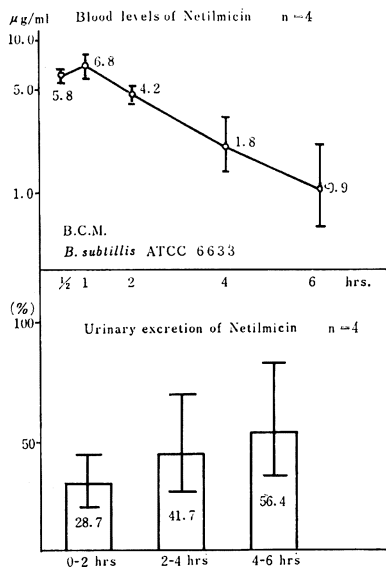 μg/ml Blood levels of Netilmicin n=4
10.0
6.8
5.0
5.8
4.2
1.8
1.0
0.9
B.C.M.
B. subtillis ATCC 6633
½ 1 2 4 6 hrs.
(%)
100
Urinary excretion of Netilmicin n=4
50
28.7
41.7
56.4
0-2 hrs 2-4 hrs 4-6 hrs